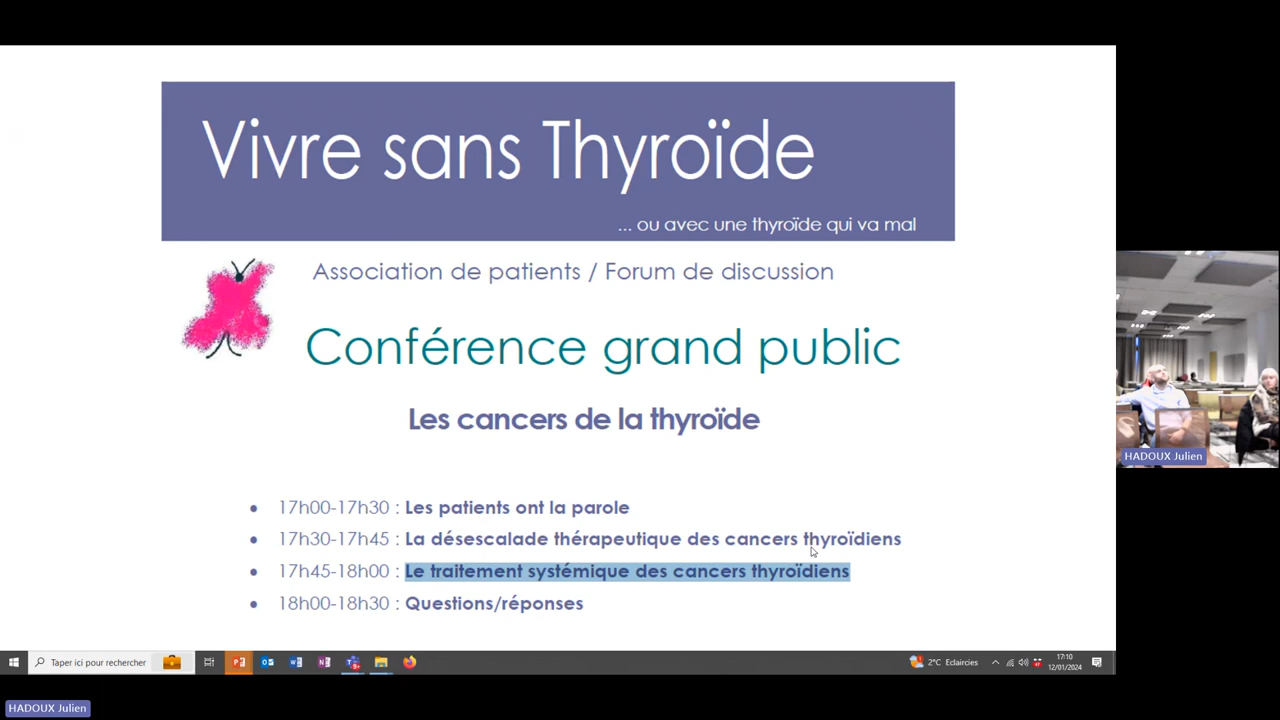 Vivre sans Thyroïde
... ou avec une thyroïde qui va mal
Association de patients / Forum de discussion
Conférence grand public
Les cancers de la thyroïde
• 17h00-17h30 : Les patients ont la parole
• 17h30-17h45 : La désescalade thérapeutique des cancers thyroïdiens
• 17h45-18h00 : Le traitement systémique des cancers thyroïdiens
• 18h00-18h30 : Questions/réponses
HADOUX Julien
Taper ici pour rechercher
2°C Eclaircies
17:10
12/01/2024
HADOUX Julien